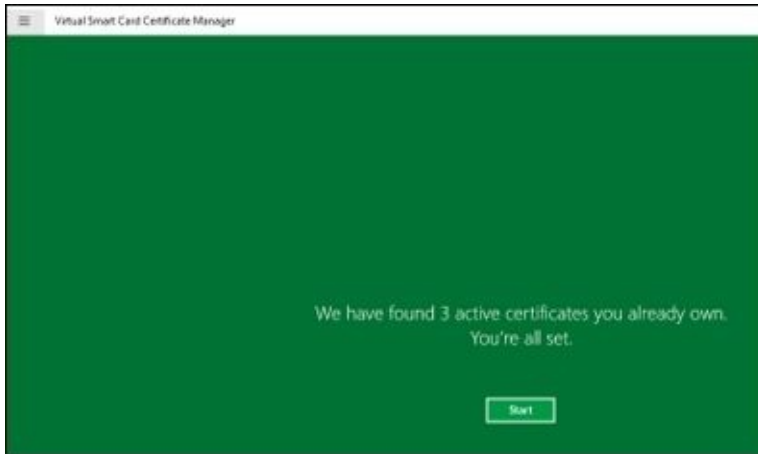 Virtual Smart Card Certificate Manager
We have found 3 active certificates you already own.
You're all set.
Start